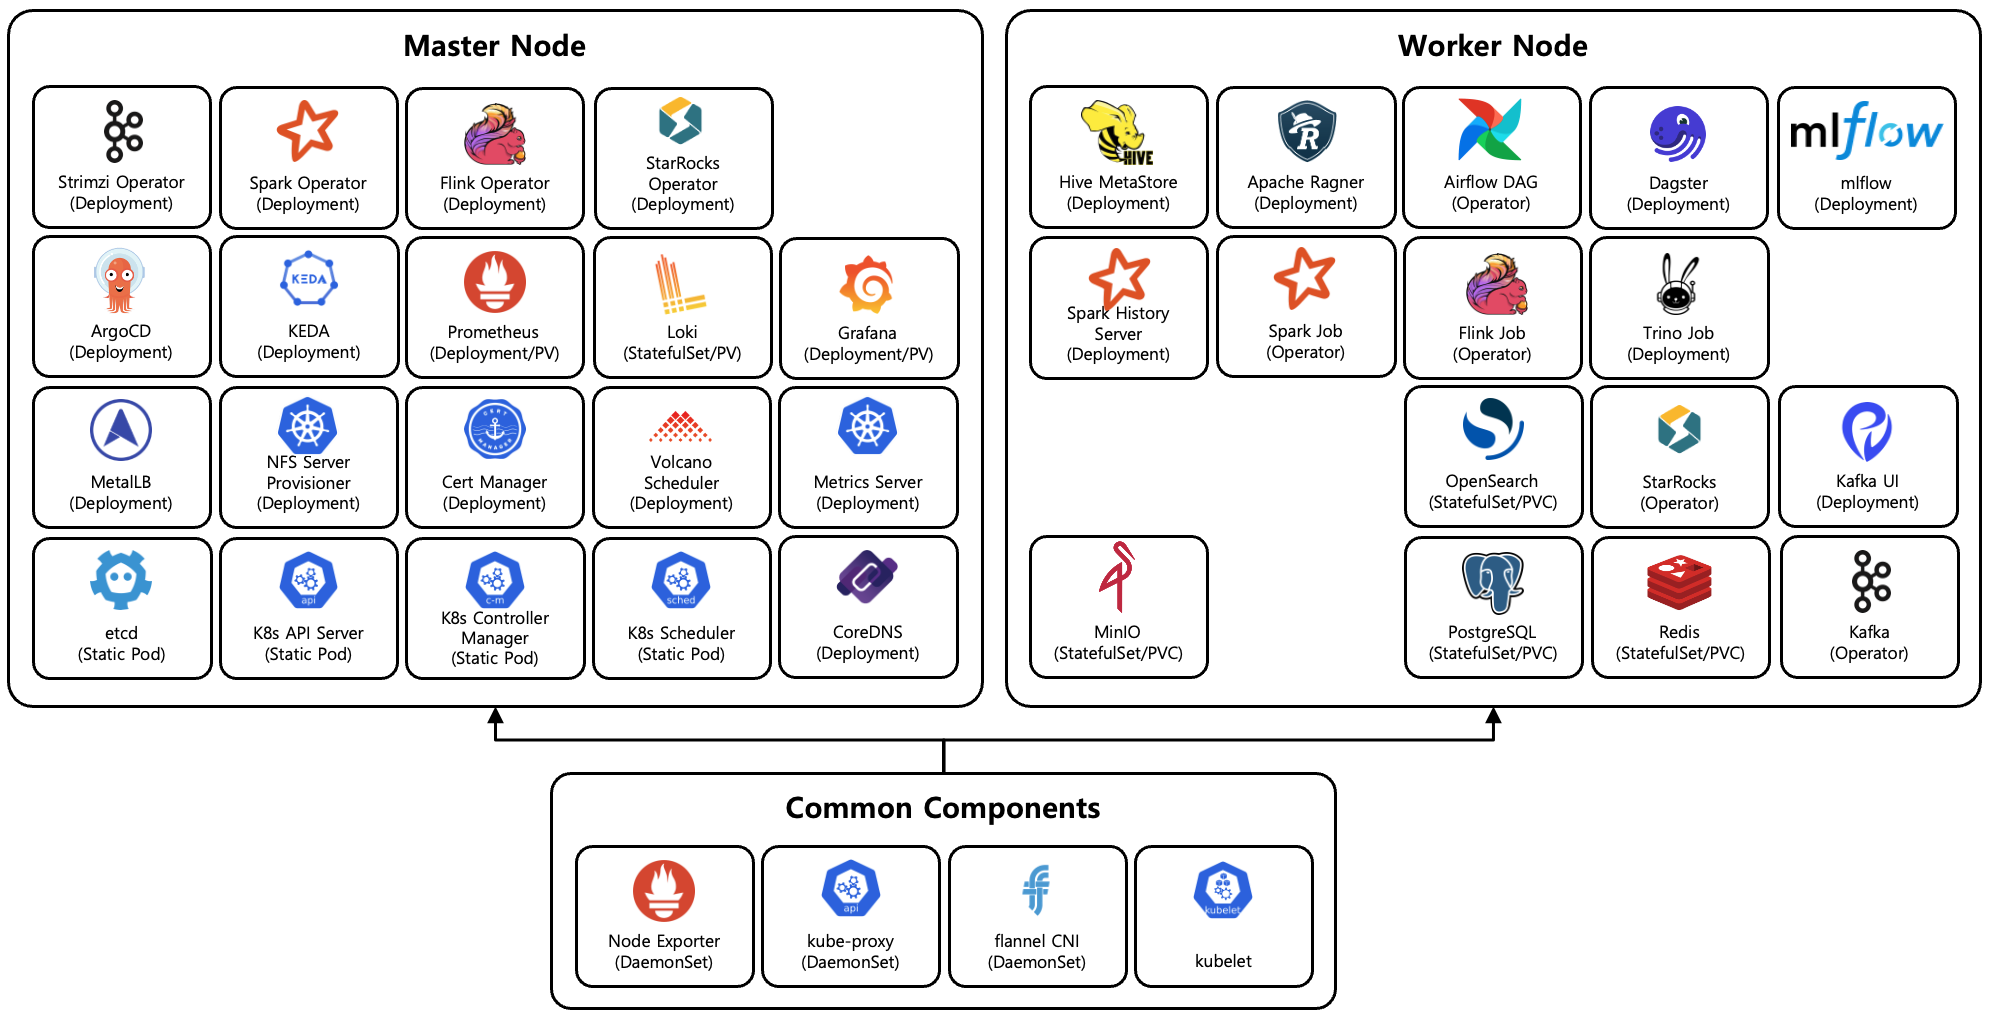 Master Node
Strimzi Operator
(Deployment)
Spark Operator
(Deployment)
Flink Operator
(Deployment)
StarRocks
Operator
(Deployment)
ArgoCD
(Deployment)
KEDA
KEDA
(Deployment)
Prometheus
(Deployment/PV)
Loki
(StatefulSet/PV)
Grafana
(Deployment/PV)
MetalLB
(Deployment)
NFS Server
Provisioner
(Deployment)
CERT
MANAGER
Cert Manager
(Deployment)
Volcano
Scheduler
(Deployment)
Metrics Server
(Deployment)
etcd
(Static Pod)
api
K8s API Server
(Static Pod)
c-m
K8s Controller
Manager
(Static Pod)
sched
K8s Scheduler
(Static Pod)
CoreDNS
(Deployment)
Worker Node
HIVE
Hive MetaStore
(Deployment)
R
Apache Ragner
(Deployment)
Airflow DAG
(Operator)
Dagster
(Deployment)
mlflow
mlflow
(Deployment)
Spark History
Server
(Deployment)
Spark Job
(Operator)
Flink Job
(Operator)
Trino Job
(Deployment)
OpenSearch
(StatefulSet/PVC)
StarRocks
(Operator)
Kafka UI
(Deployment)
MinIO
(StatefulSet/PVC)
PostgreSQL
(StatefulSet/PVC)
Redis
(StatefulSet/PVC)
Kafka
(Operator)
Common Components
Node Exporter
(DaemonSet)
api
kube-proxy
(DaemonSet)
flannel CNI
(DaemonSet)
kubelet
kubelet